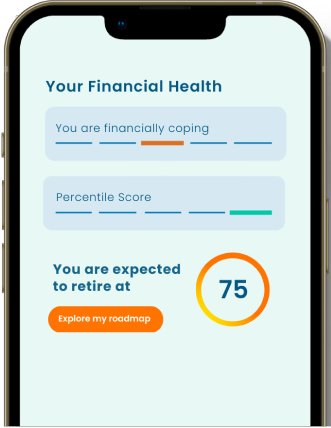 Your Financial Health
You are financially coping
Percentile Score
You are expected
to retire at
75
Explore my roadmap